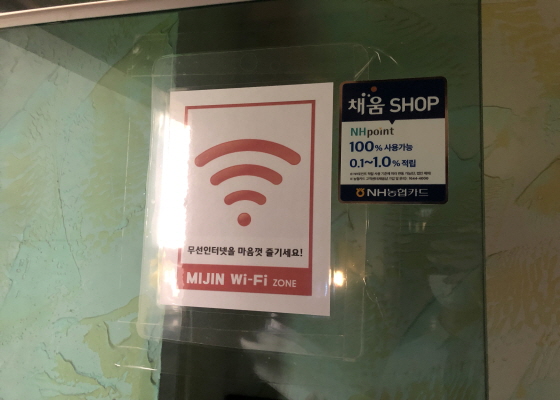 무선인터넷을 마음껏 즐기세요!
MIJIN Wi-Fi ZONE
채움 SHOP
NHpoint
100% 사용가능
0.1~1.0% 적립
NH농협카드